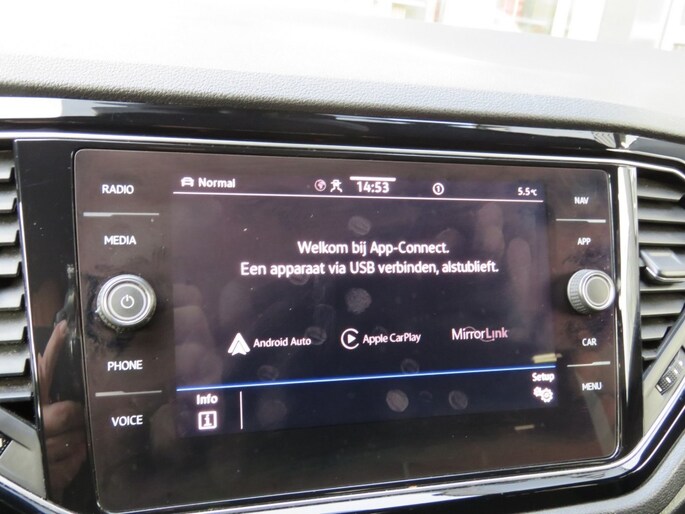 RADIO
MEDIA
PHONE
VOICE
Normal 14:53 1 5.5°C
Welkom bij App-Connect.
Een apparaat via USB verbinden, alstublieft.
Android Auto Apple CarPlay MirrorLink
Info Setup
NAV
APP
CAR
MENU